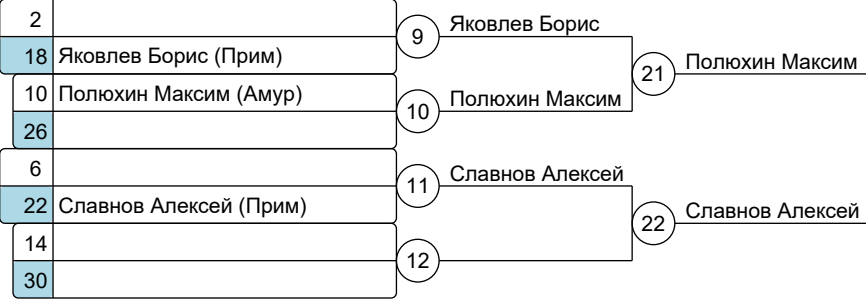 2
9
Яковлев Борис
18 Яковлев Борис (Прим)
21
Полюхин Максим
10 Полюхин Максим (Амур)
10
Полюхин Максим
26
6
11
Славнов Алексей
22 Славнов Алексей (Прим)
22
Славнов Алексей
14
12
30